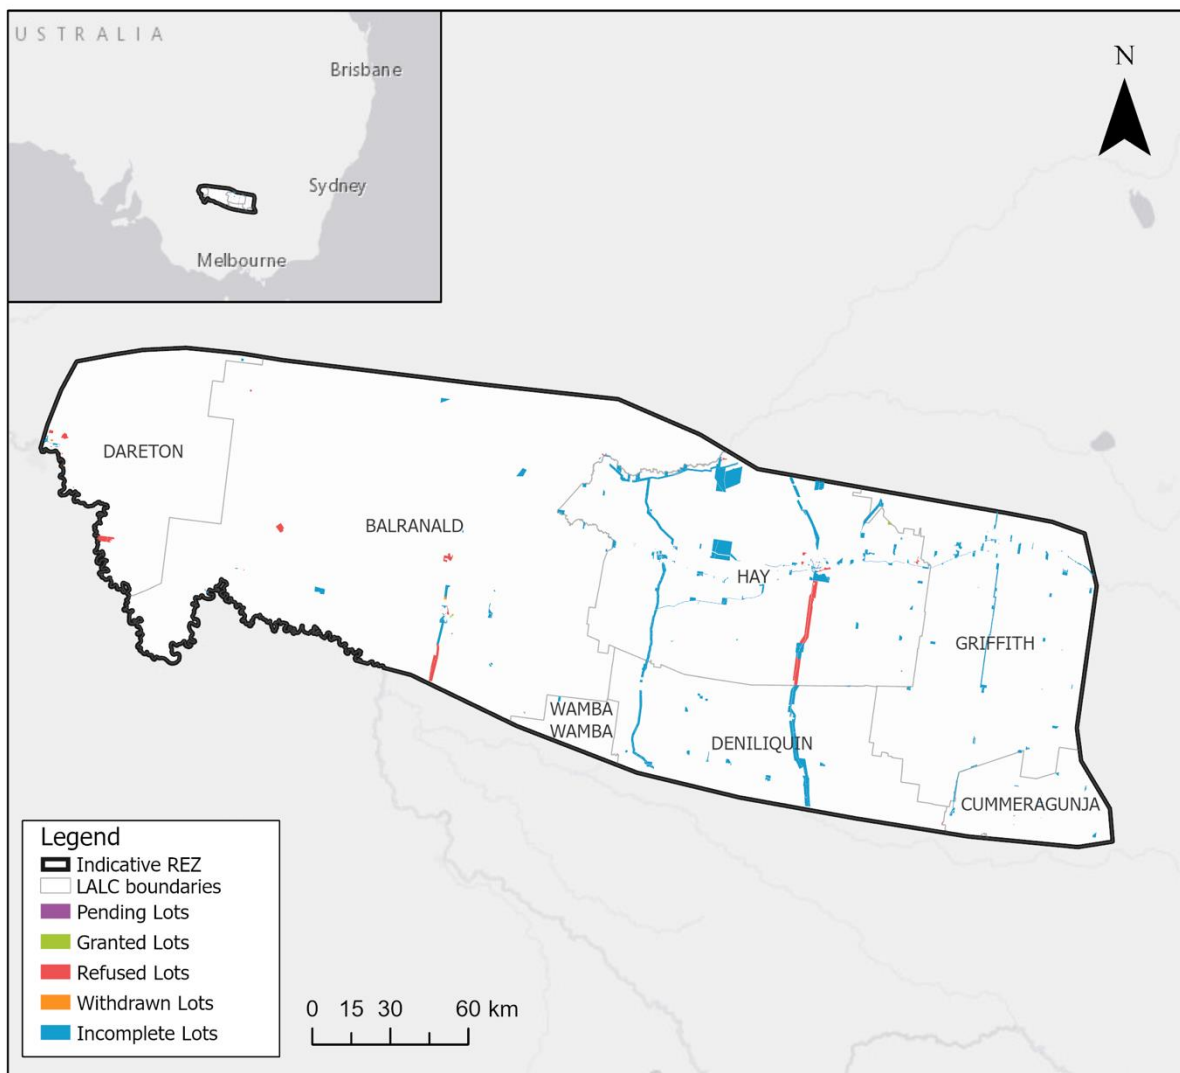 USTRALIA
Brisbane
Sydney
Melbourne
N
DARETON
BALRANALD
HAY
GRIFFITH
WAMBA
WAMBA
DENILIQUIN
CUMMERAGUNJA
Legend
Indicative REZ
LALC boundaries
Pending Lots
Granted Lots
Refused Lots
Withdrawn Lots
Incomplete Lots
0 15 30 60 km